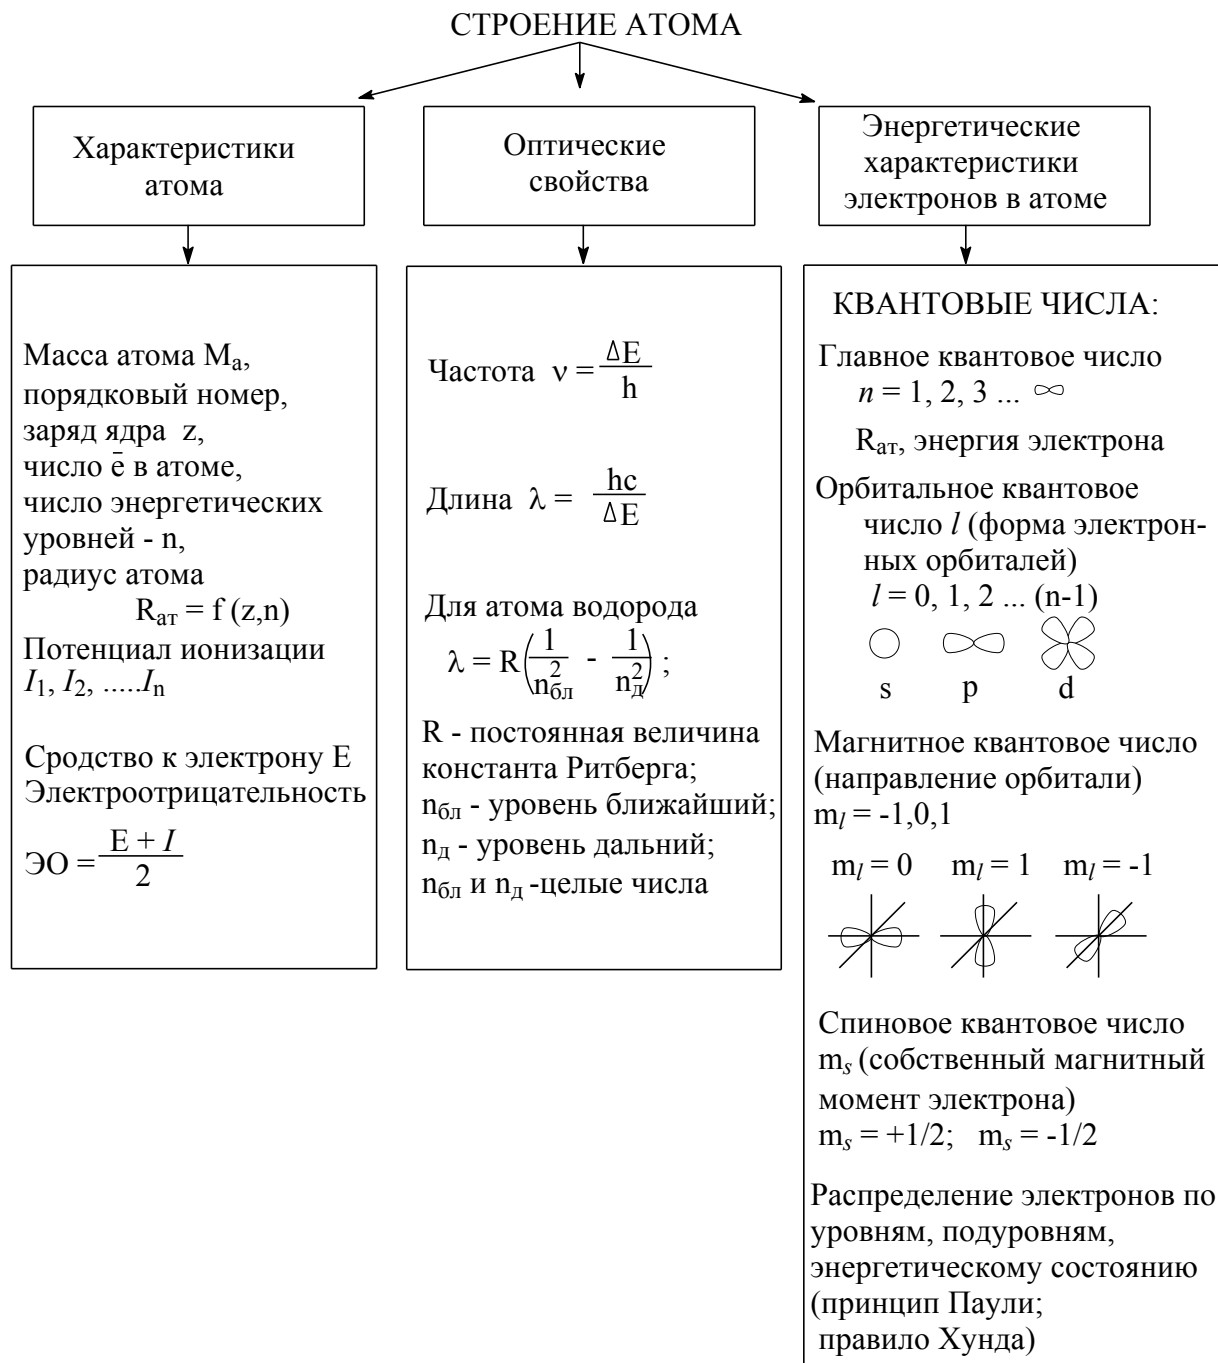 СТРОЕНИЕ АТОМА
Характеристики
атома
Оптические
свойства
Энергетические
характеристики
электронов в атоме
Масса атома Mₐ,
порядковый номер,
заряд ядра z,
число ē в атоме,
число энергетических
уровней - n,
радиус атома
Rат = f (z,n)
Потенциал ионизации
I₁, I₂, .....Iₙ
Сродство к электрону E
Электроотрицательность
ЭО = (E + I)/2
Частота ν = ΔE/h
Длина λ = hc/ΔE
Для атома водорода
λ = R(1/n²бл - 1/n²д) ;
R - постоянная величина
константа Ритберга;
nбл - уровень ближайший;
nд - уровень дальний;
nбл и nд -целые числа
КВАНТОВЫЕ ЧИСЛА:
Главное квантовое число
n = 1, 2, 3 ... ∞
Rат, энергия электрона
Орбитальное квантовое
число l (форма электрон-
ных орбиталей)
l = 0, 1, 2 ... (n-1)
s p d
Магнитное квантовое число
(направление орбитали)
mₗ = -1,0,1
mₗ = 0 mₗ = 1 mₗ = -1
Спиновое квантовое число
mₛ (собственный магнитный
момент электрона)
mₛ = +1/2; mₛ = -1/2
Распределение электронов по
уровням, подуровням,
энергетическому состоянию
(принцип Паули;
правило Хунда)